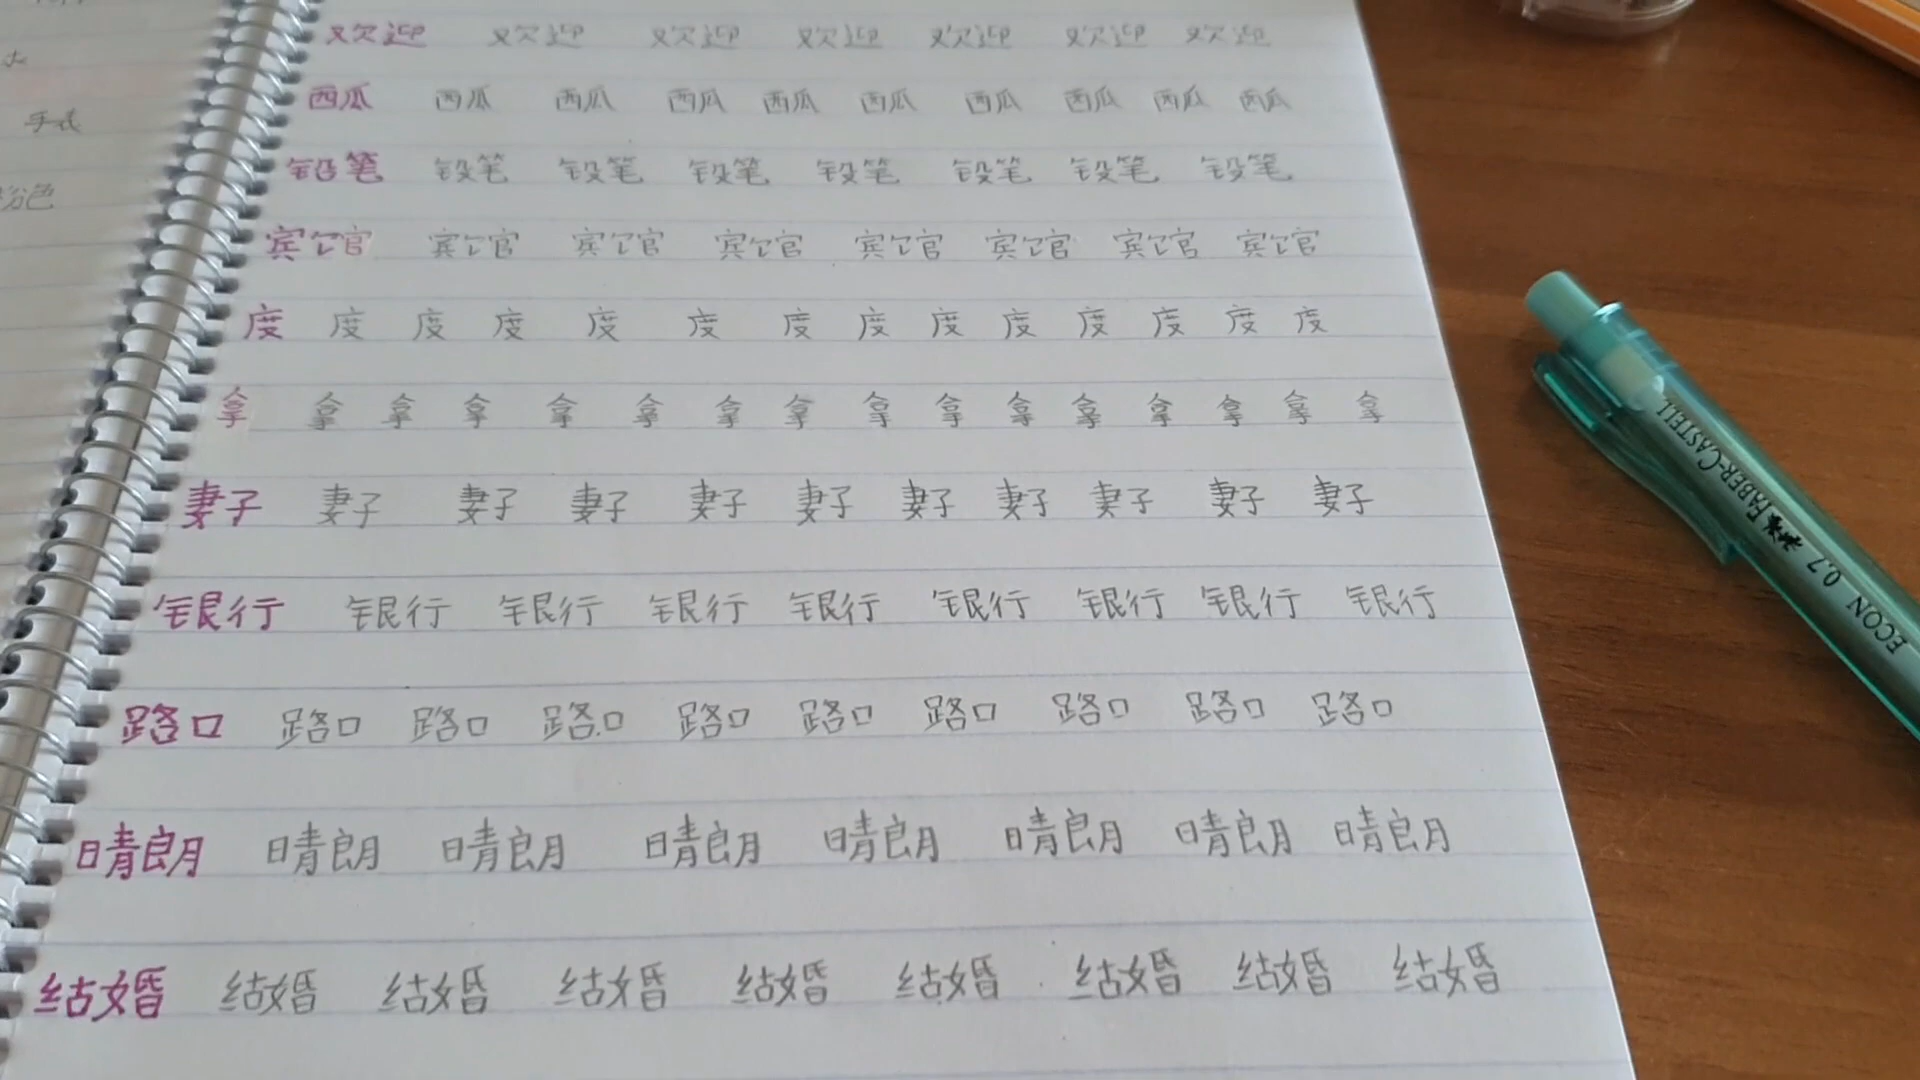 手式
粉色
欢迎 欢迎 欢迎 欢迎 欢迎 欢迎 欢迎
西瓜 西瓜 西瓜 西瓜 西瓜 西瓜 西瓜 西瓜 西瓜 西瓜
铅笔 铅笔 铅笔 铅笔 铅笔 铅笔 铅笔 铅笔
宾馆 宾馆 宾馆 宾馆 宾馆 宾馆 宾馆 宾馆
度 度 度 度 度 度 度 度 度 度 度 度 度 度
拿 拿 拿 拿 拿 拿 拿 拿 拿 拿 拿 拿 拿 拿 拿 拿
妻子 妻子 妻子 妻子 妻子 妻子 妻子 妻子 妻子 妻子 妻子
银行 银行 银行 银行 银行 银行 银行 银行 银行
路口 路口 路口 路口 路口 路口 路口 路口 路口 路口
晴朗 晴朗 晴朗 晴朗 晴朗 晴朗 晴朗 晴朗
结婚 结婚 结婚 结婚 结婚 结婚 结婚 结婚 结婚
ECON 0.7 FABER-CASTELL